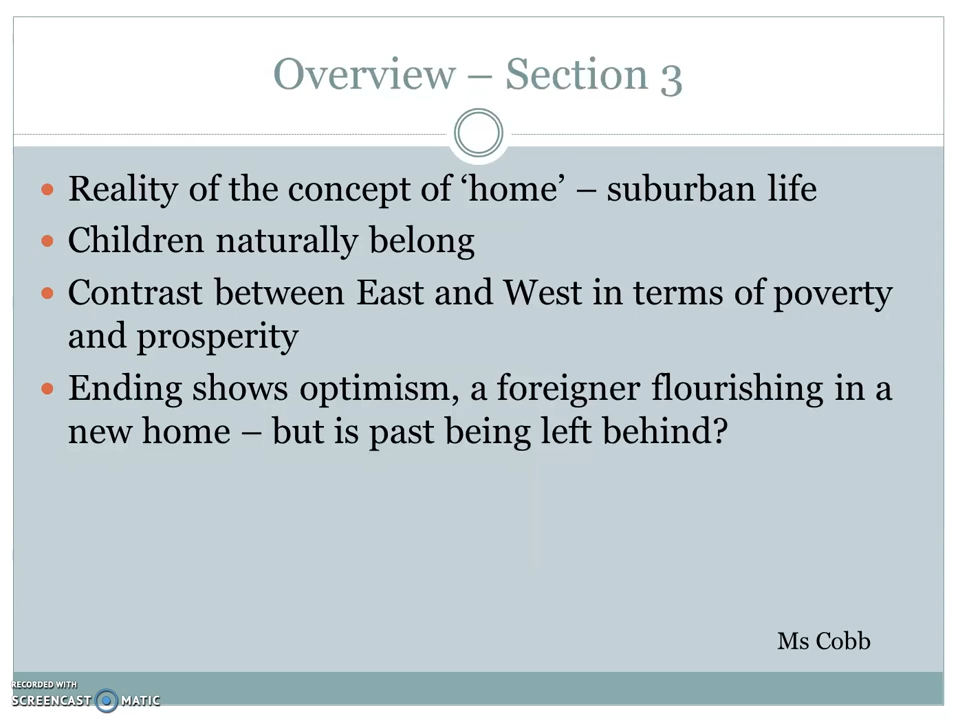 Overview – Section 3
• Reality of the concept of ‘home’ – suburban life
• Children naturally belong
• Contrast between East and West in terms of poverty
and prosperity
• Ending shows optimism, a foreigner flourishing in a
new home – but is past being left behind?
Ms Cobb
RECORDED WITH
SCREENCAST MATIC